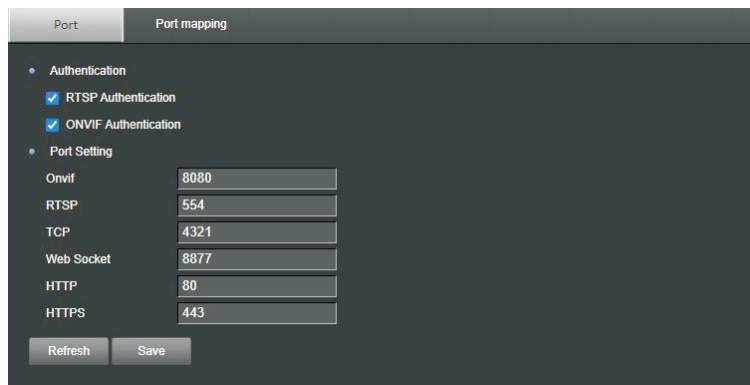 Port Port mapping
Authentication
RTSP Authentication
ONVIF Authentication
Port Setting
Onvif 8080
RTSP 554
TCP 4321
Web Socket 8877
HTTP 80
HTTPS 443
Refresh Save